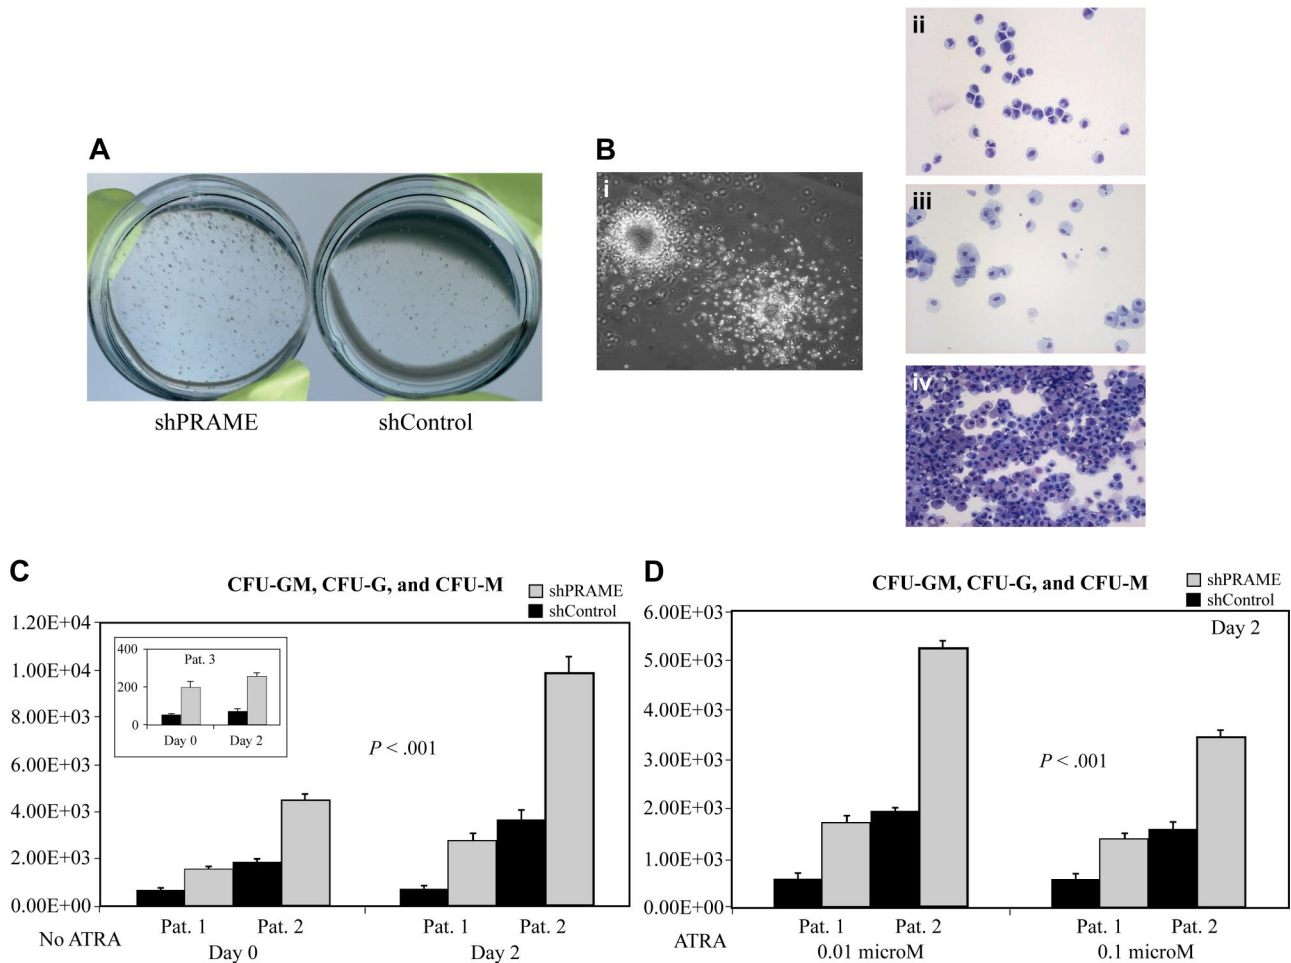 A
shPRAME
shControl
B
i
ii
iii
iv
C
CFU-GM, CFU-G, and CFU-M
shPRAME
shControl
1.20E+04
1.00E+04
8.00E+03
6.00E+03
4.00E+03
2.00E+03
0.00E+00
400
200
0
Pat. 3
Day 0
Day 2
P < .001
Pat. 1
Pat. 2
Pat. 1
Pat. 2
No ATRA
Day 0
Day 2
D
CFU-GM, CFU-G, and CFU-M
shPRAME
shControl
Day 2
6.00E+03
5.00E+03
4.00E+03
3.00E+03
2.00E+03
1.00E+03
0.00E+00
P < .001
Pat. 1
Pat. 2
Pat. 1
Pat. 2
ATRA
0.01 microM
0.1 microM